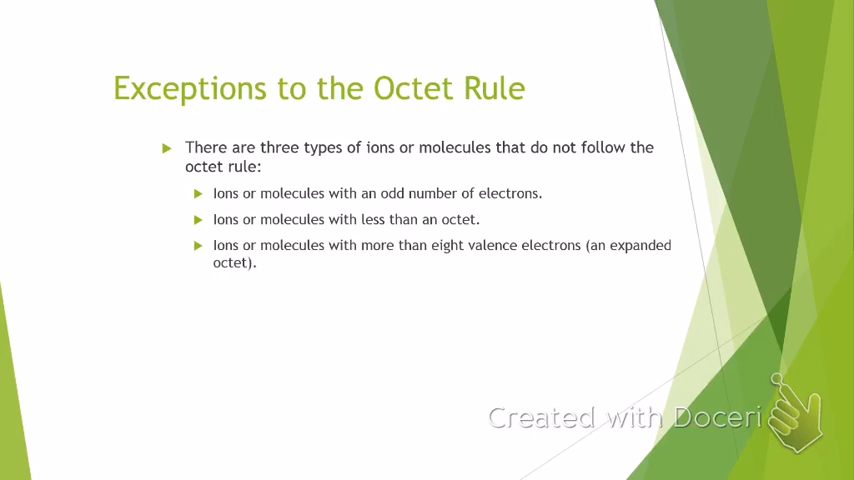 Exceptions to the Octet Rule
There are three types of ions or molecules that do not follow the
octet rule:
Ions or molecules with an odd number of electrons.
Ions or molecules with less than an octet.
Ions or molecules with more than eight valence electrons (an expanded
octet).
Created with Doceri